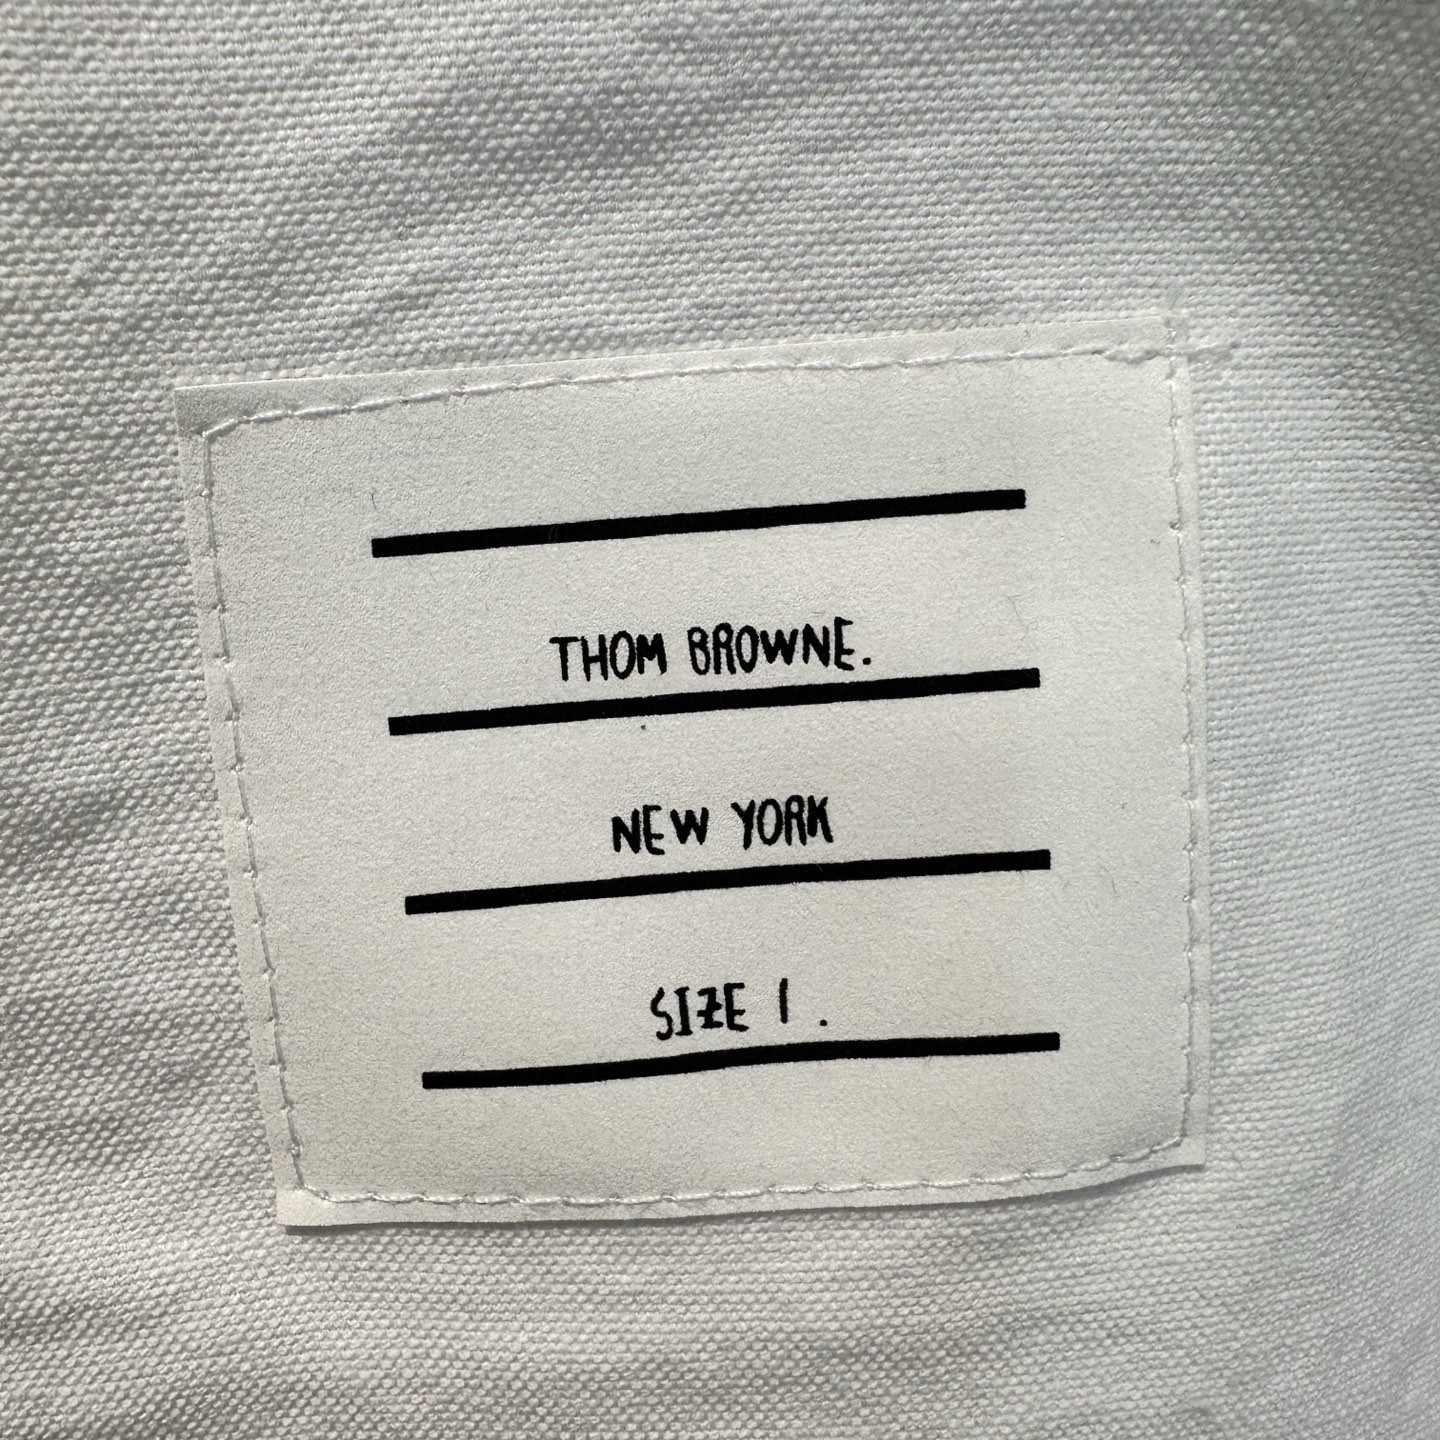 THOM BROWNE.
NEW YORK
SIZE 1 .